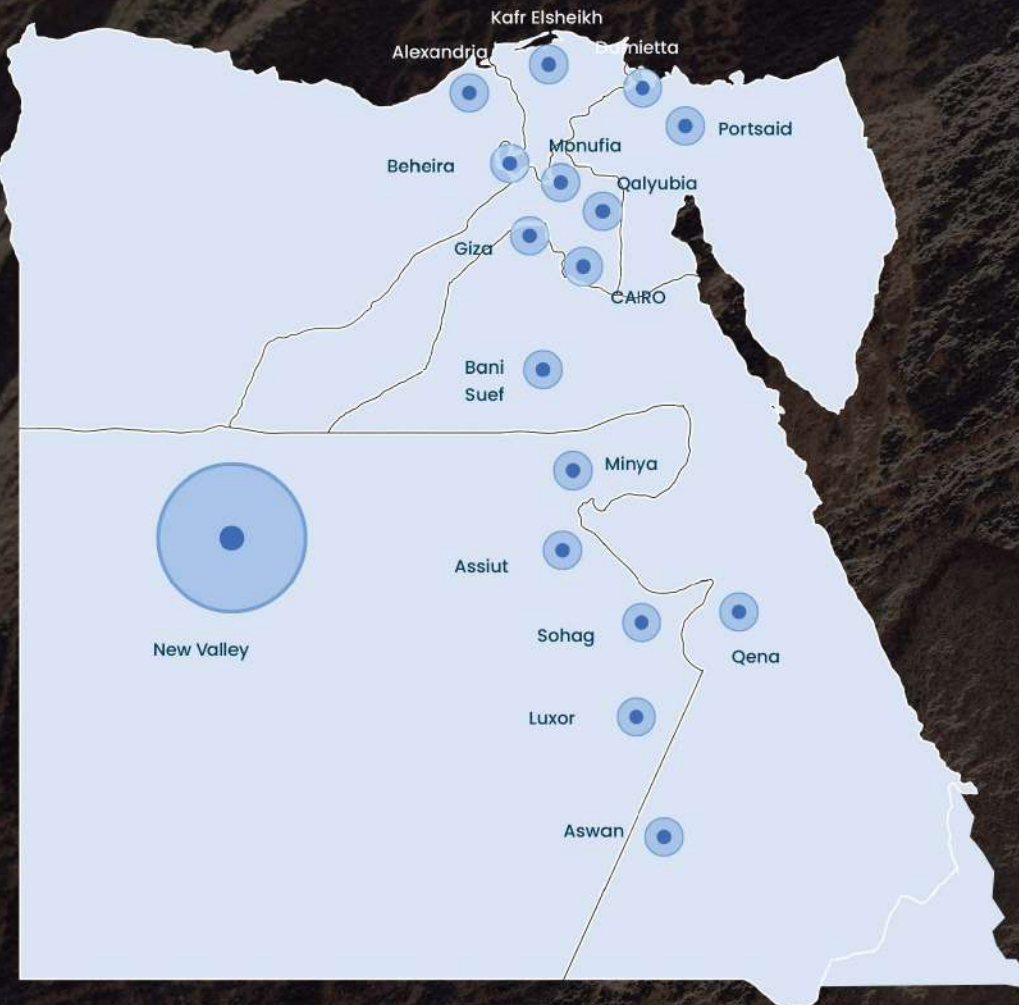 Kafr Elsheikh
Alexandria
Damietta
Portsaid
Monufia
Beheira
Qalyubia
Giza
CAIRO
Bani
Suef
Minya
Assiut
Sohag
New Valley
Qena
Luxor
Aswan